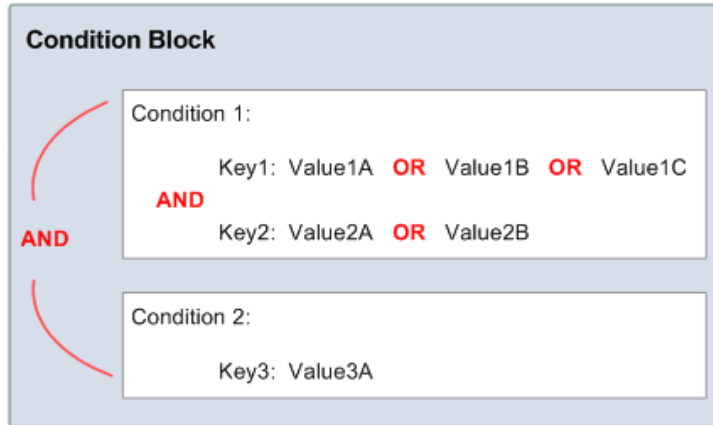 Condition Block
Condition 1:
Key1: Value1A OR Value1B OR Value1C
AND
Key2: Value2A OR Value2B
AND
Condition 2:
Key3: Value3A